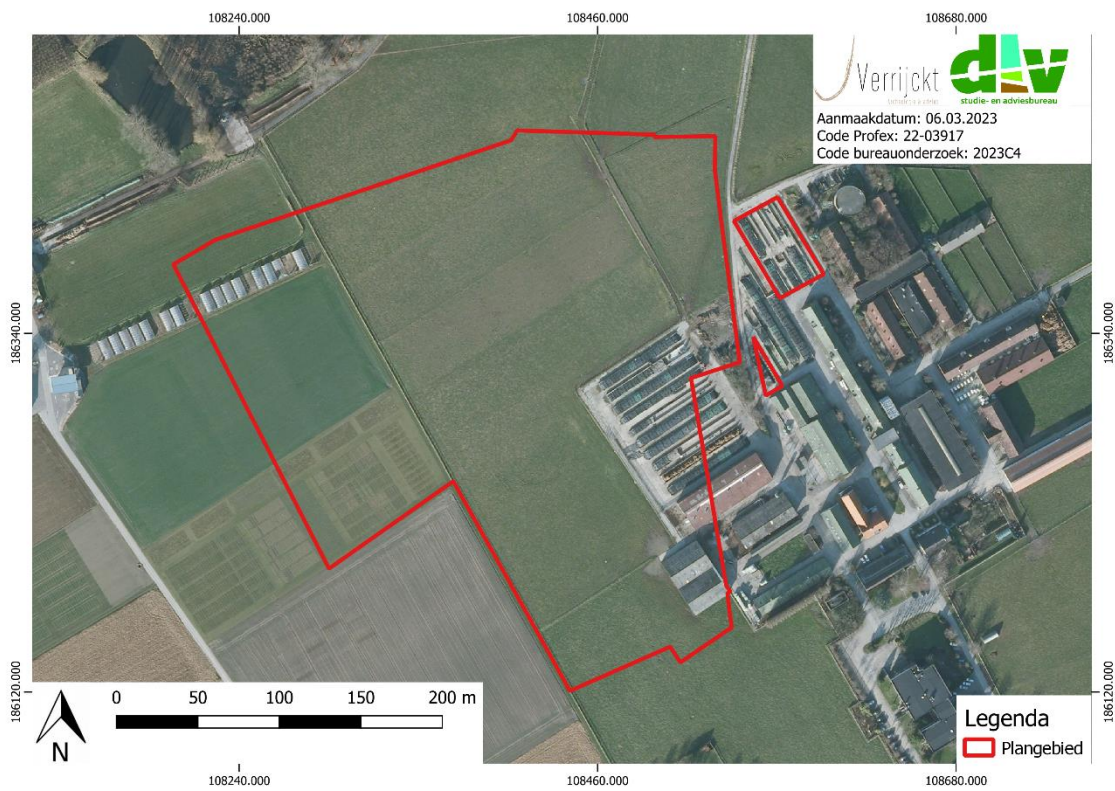 108240.000
108460.000
108680.000
Verrijckt
dlv
studie- en adviesbureau
Aanmaakdatum: 06.03.2023
Code Profex: 22-03917
Code bureauonderzoek: 2023C4
186340.000
186340.000
186120.000
186120.000
0 50 100 150 200 m
N
Legenda
Plangebied
108240.000
108460.000
108680.000